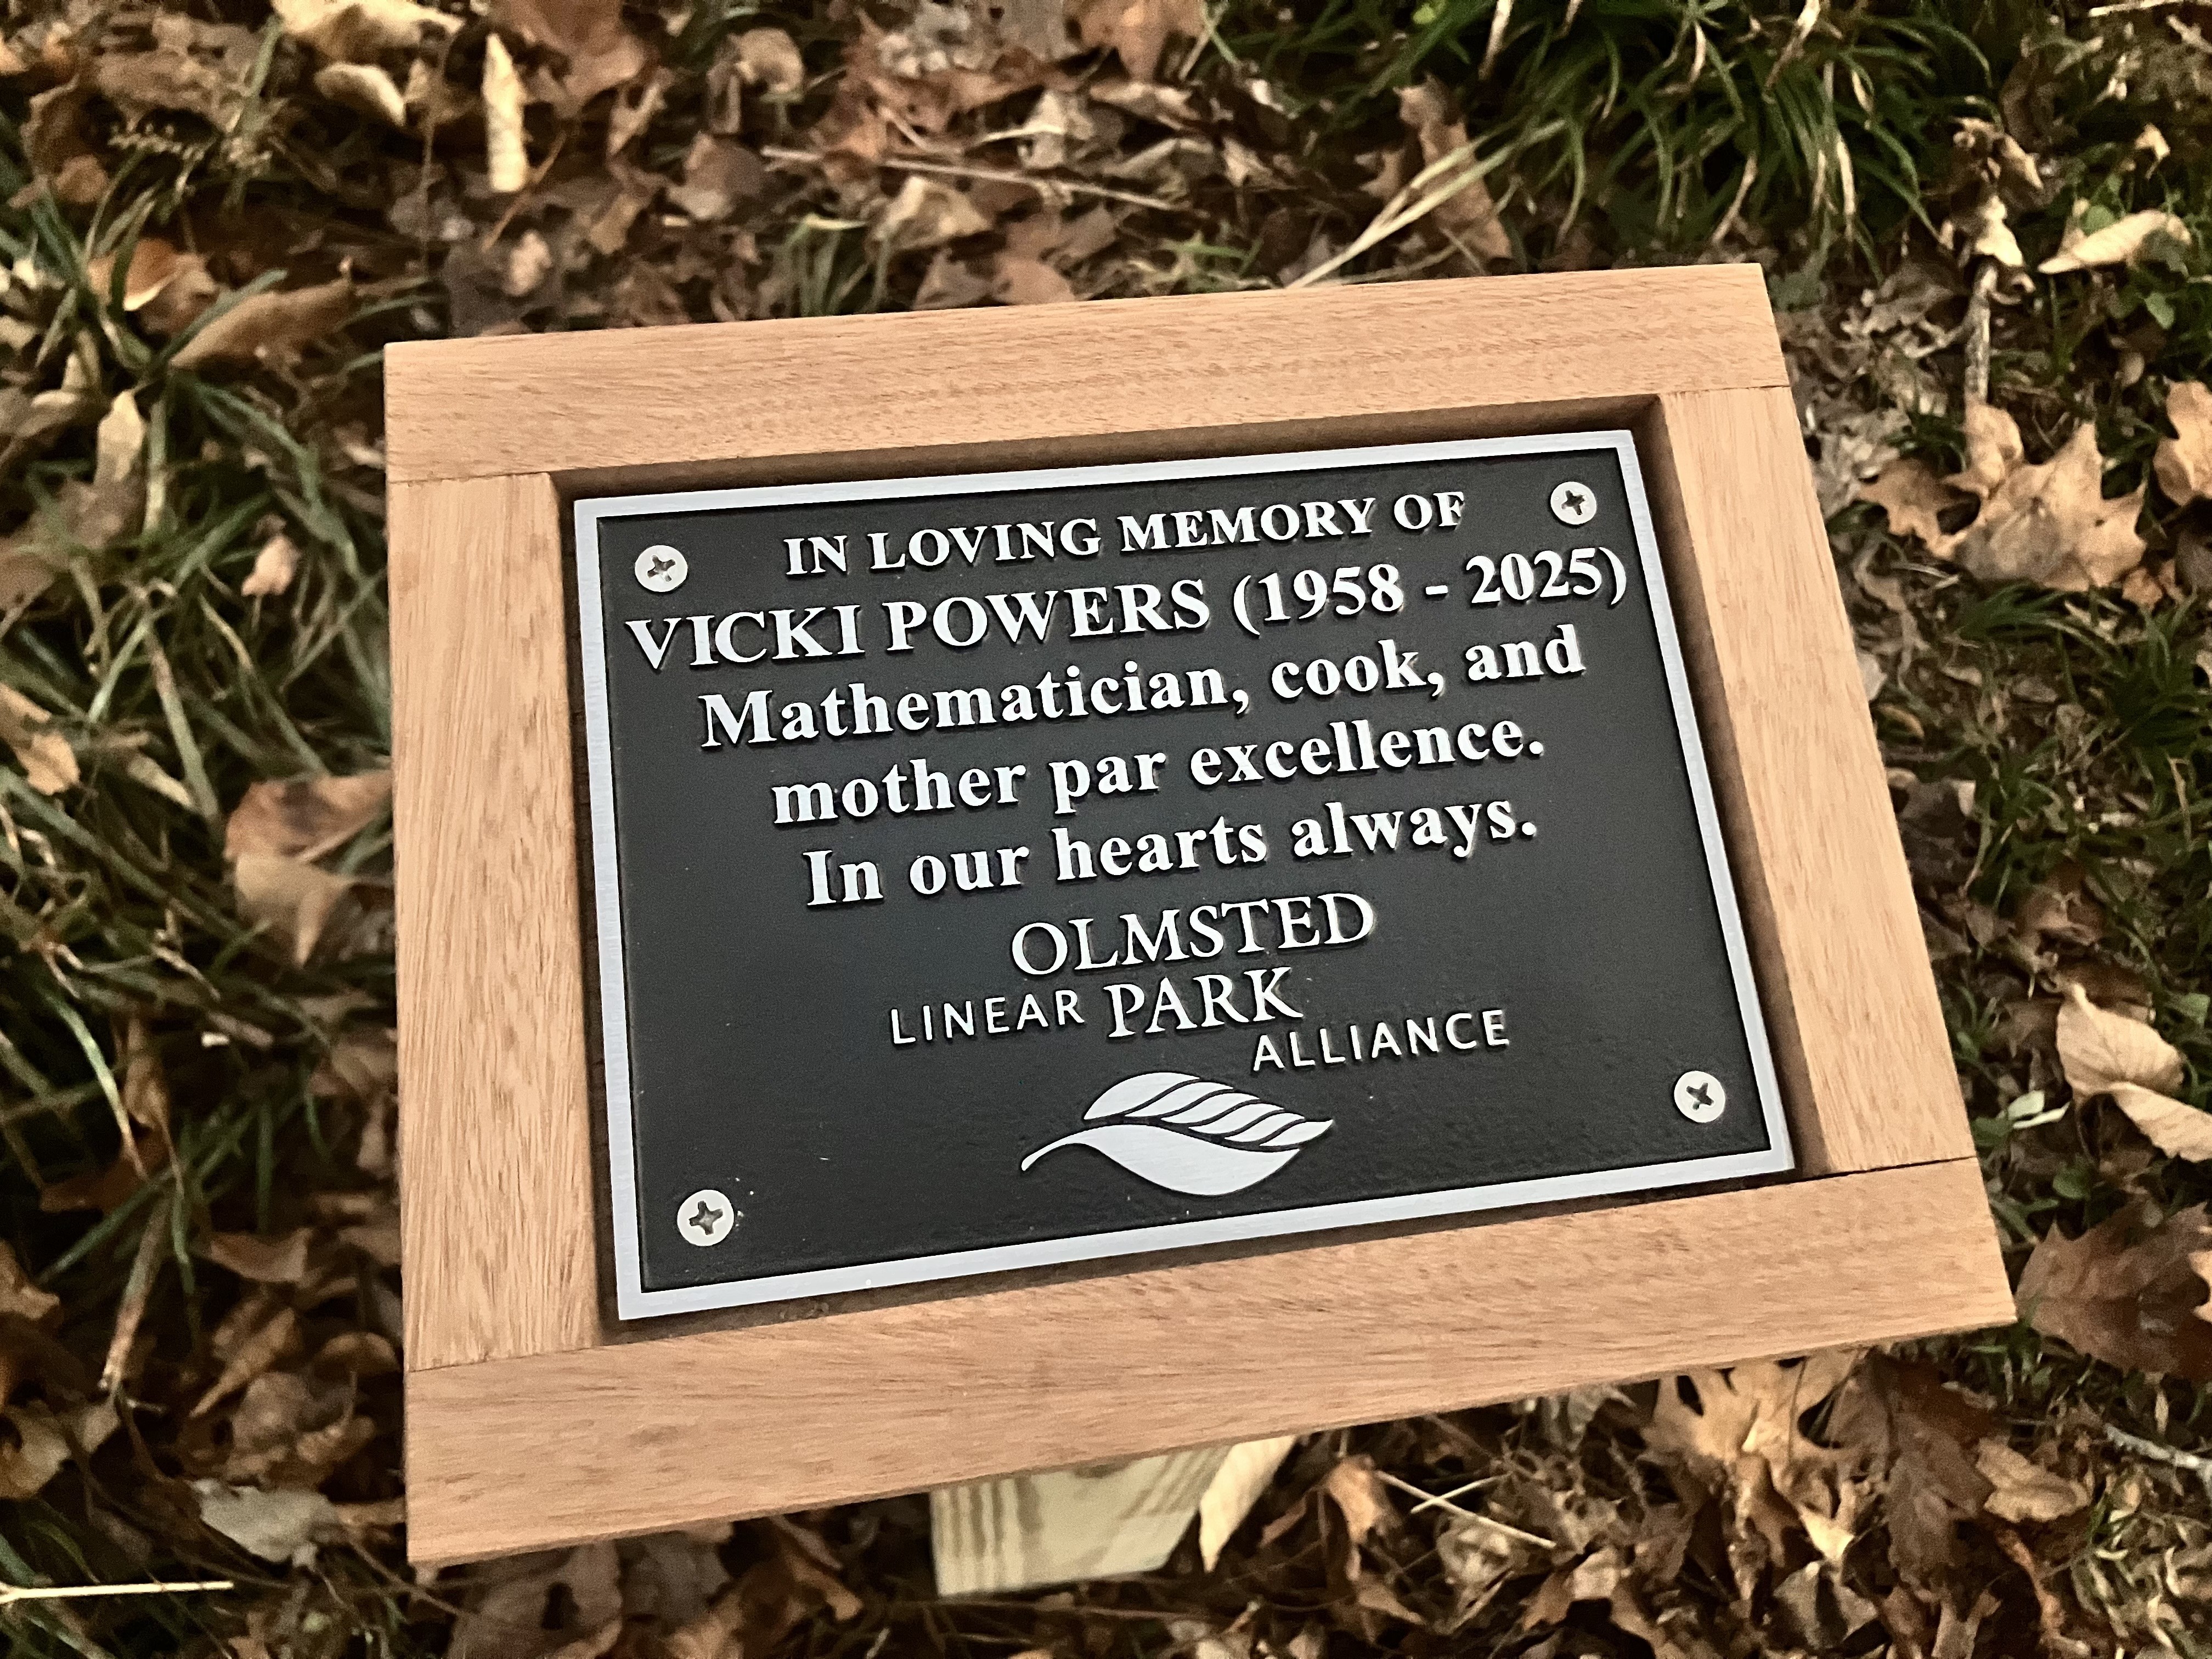 IN LOVING MEMORY OF
VICKI POWERS (1958 - 2025)
Mathematician, cook, and
mother par excellence.
In our hearts always.
OLMSTED
LINEAR PARK
ALLIANCE